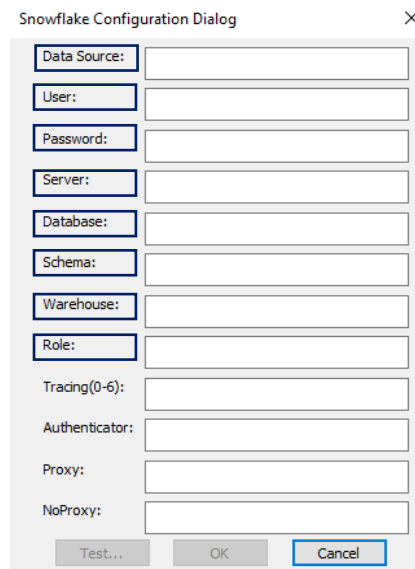 Snowflake Configuration Dialog
Data Source:
User:
Password:
Server:
Database:
Schema:
Warehouse:
Role:
Tracing(0-6):
Authenticator:
Proxy:
NoProxy:
Test... OK Cancel